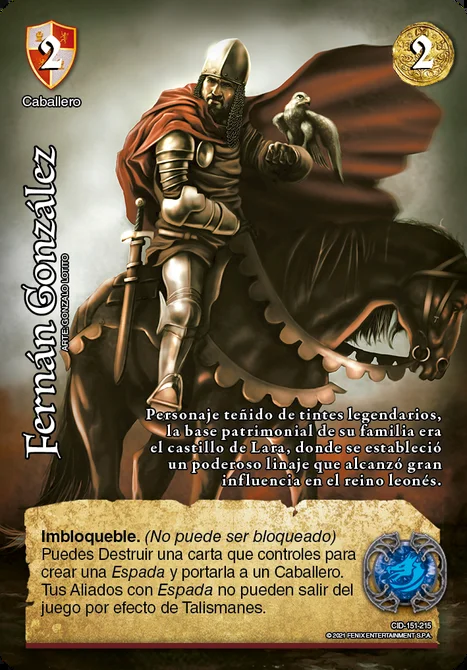 2
2
Caballero
Fernán González
ARTE: GONZALO LOTITO
Personaje teñido de tintes legendarios,
la base patrimonial de su familia era
el castillo de Lara, donde se estableció
un poderoso linaje que alcanzó gran
influencia en el reino leonés.
Imbloqueble. (No puede ser bloqueado)
Puedes Destruir una carta que controles para
crear una Espada y portarla a un Caballero.
Tus Aliados con Espada no pueden salir del
juego por efecto de Talismanes.
CID-151-215
© 2021 FENIX ENTERTAINMENT S.P.A.